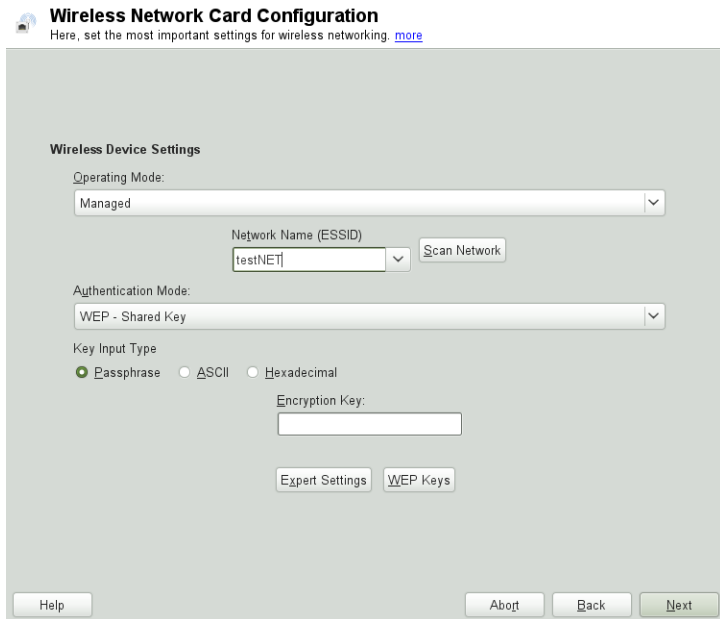 Wireless Network Card Configuration
Here, set the most important settings for wireless networking. more
Wireless Device Settings
Operating Mode:
Managed
Network Name (ESSID)
testNET
Scan Network
Authentication Mode:
WEP - Shared Key
Key Input Type
Passphrase ASCII Hexadecimal
Encryption Key:
Expert Settings WEP Keys
Help Abort Back Next